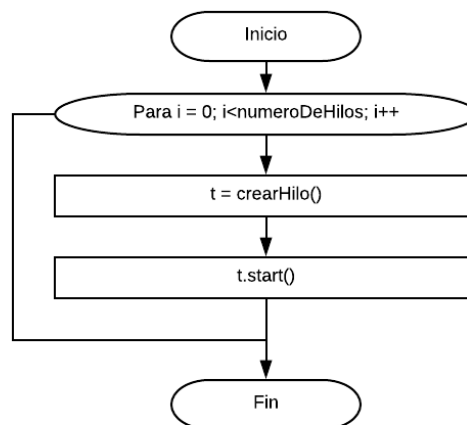 Inicio
Para i = 0; i<numeroDeHilos; i++
t = crearHilo()
t.start()
Fin